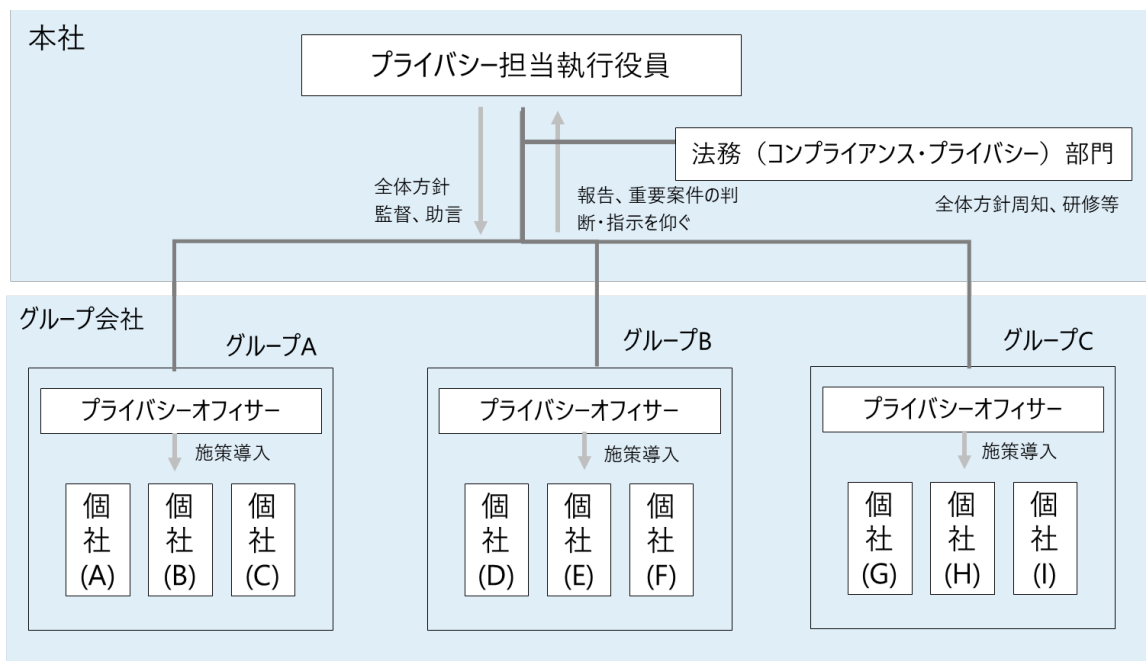 本社
プライバシー担当執行役員
法務（コンプライアンス・プライバシー）部門
全体方針
監督、助言
報告、重要案件の判
断・指示を仰ぐ
全体方針周知、研修等
グループ会社
グループA
プライバシーオフィサー
施策導入
個
社
(A)
個
社
(B)
個
社
(C)
グループB
プライバシーオフィサー
施策導入
個
社
(D)
個
社
(E)
個
社
(F)
グループC
プライバシーオフィサー
施策導入
個
社
(G)
個
社
(H)
個
社
(I)